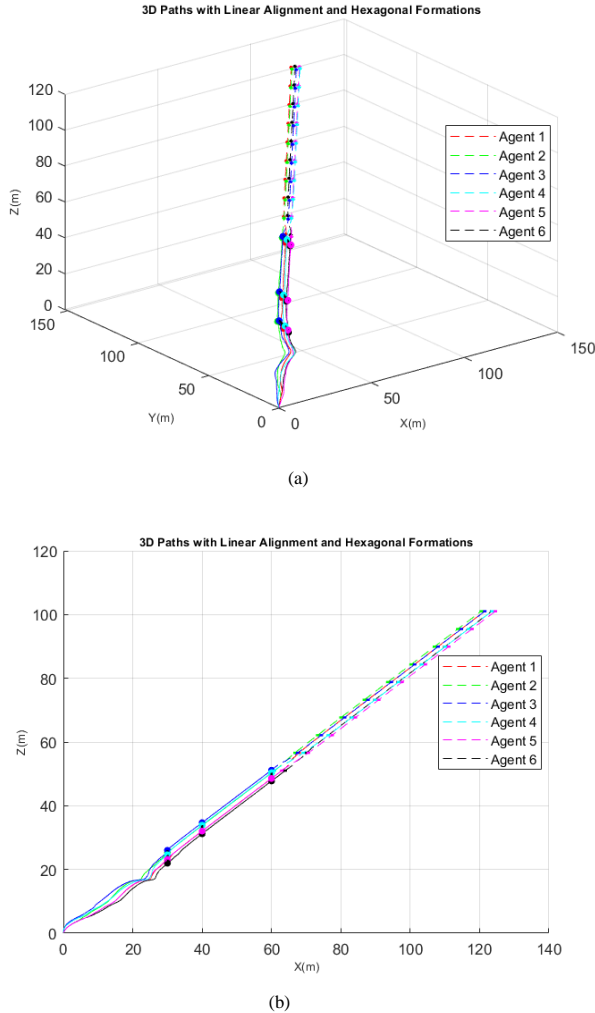 3D Paths with Linear Alignment and Hexagonal Formations
120
100
80
60
40
20
0
Z(m)
150
100
50
0
Y(m)
0
50
100
150
X(m)
Agent 1
Agent 2
Agent 3
Agent 4
Agent 5
Agent 6
(a)
3D Paths with Linear Alignment and Hexagonal Formations
120
100
80
60
40
20
0
Z(m)
Agent 1
Agent 2
Agent 3
Agent 4
Agent 5
Agent 6
0 20 40 60 80 100 120 140
X(m)
(b)